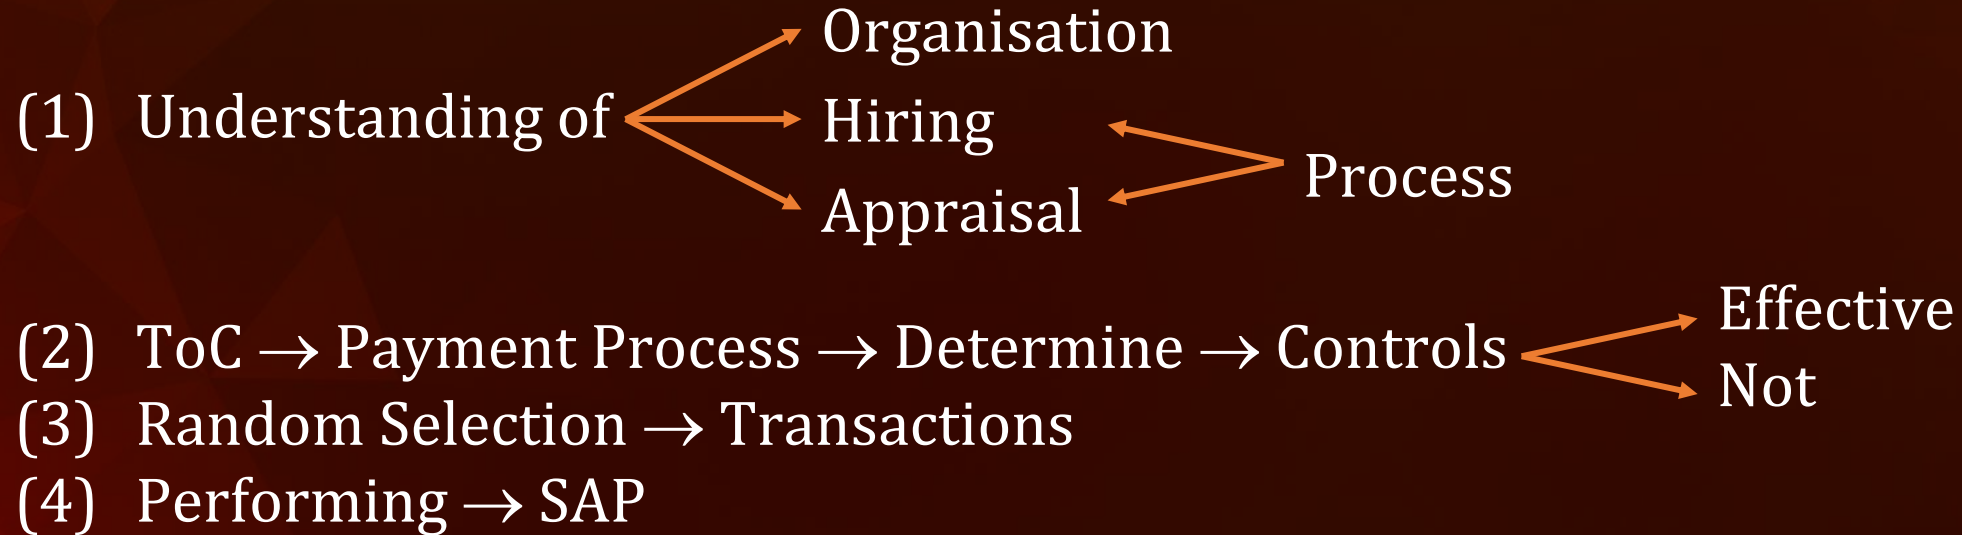 Organisation
(1) Understanding of
Hiring
Process
Appraisal
Effective
(2) ToC → Payment Process → Determine → Controls
Not
(3) Random Selection → Transactions
(4) Performing → SAP